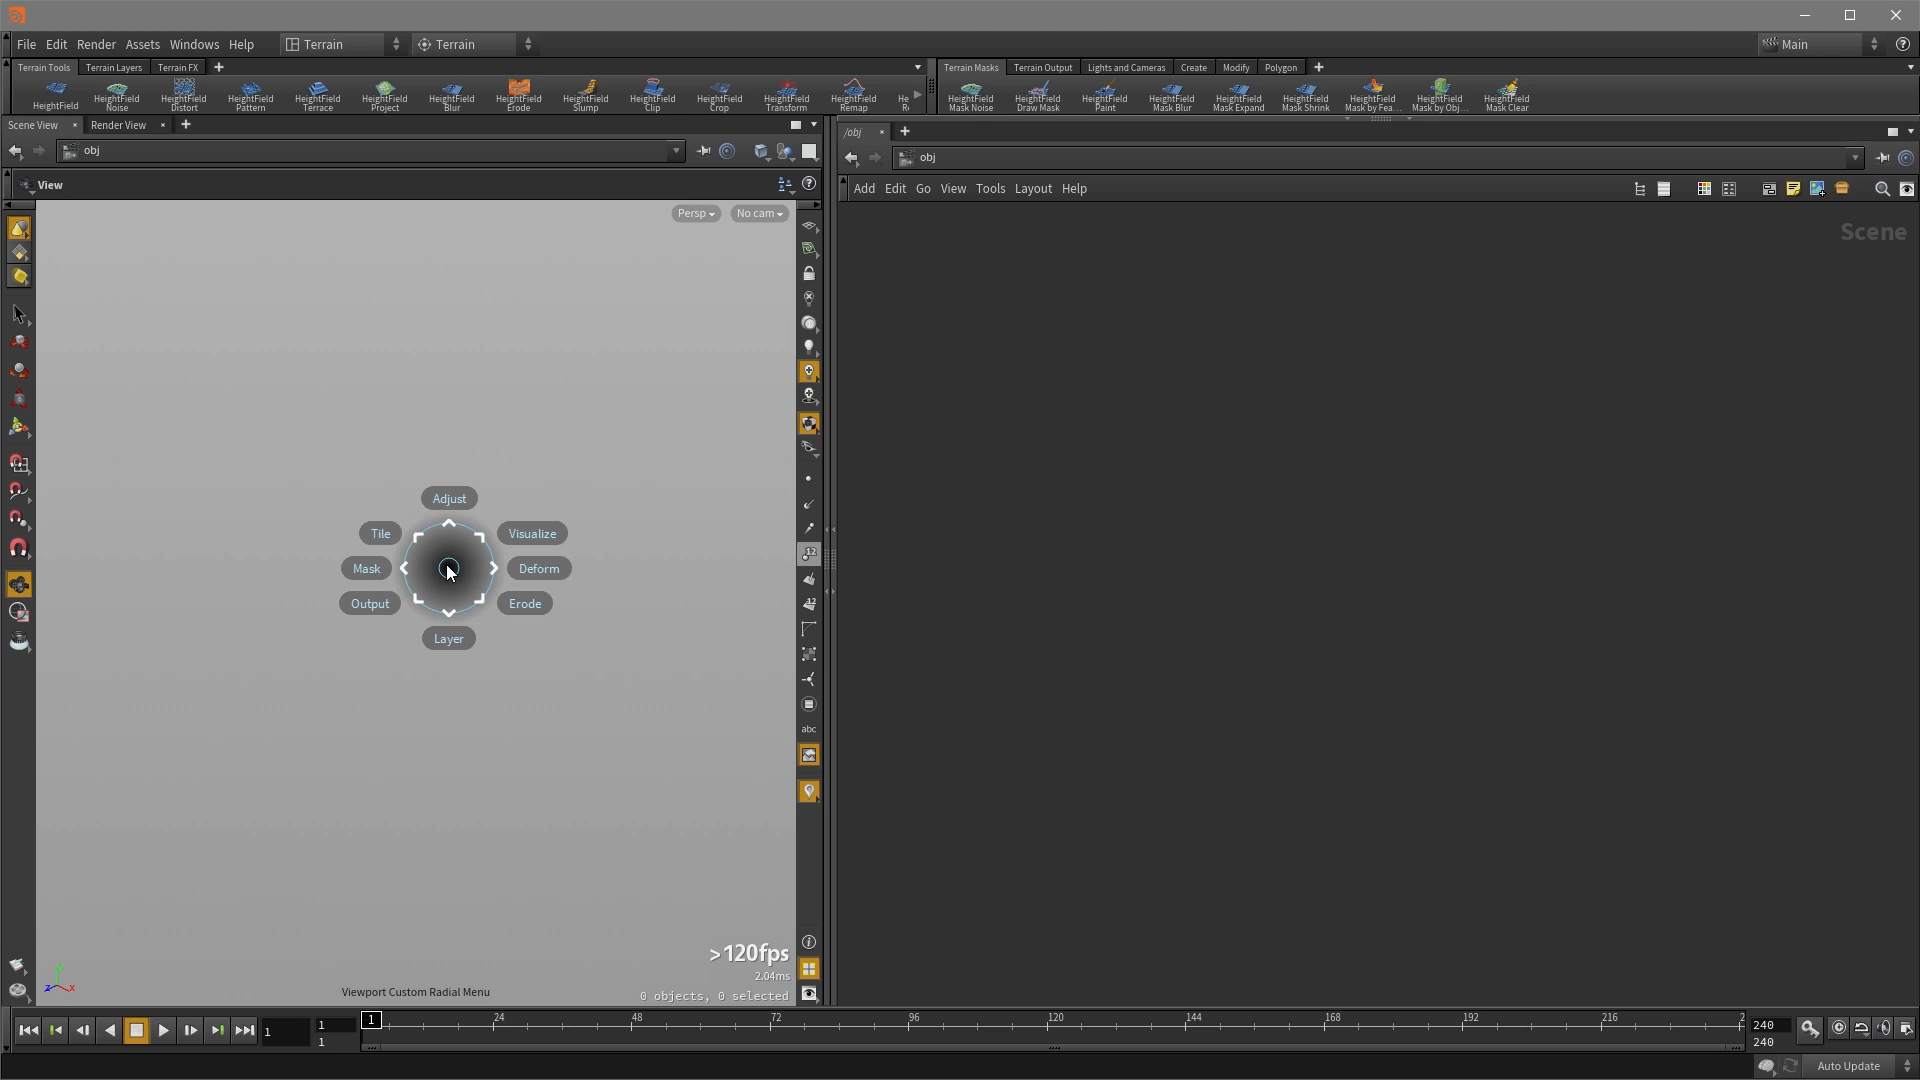 File Edit Render Assets Windows Help Terrain Terrain Main
Terrain Tools Terrain Layers Terrain FX Terrain Masks Terrain Output Lights and Cameras Create Modify Polygon
HeightField
HeightField Noise
HeightField Distort
HeightField Pattern
HeightField Terrace
HeightField Project
HeightField Blur
HeightField Erode
HeightField Slump
HeightField Clip
HeightField Crop
HeightField Transform
HeightField Remap
He
HeightField Mask Noise
HeightField Draw Mask
HeightField Paint
HeightField Mask Blur
HeightField Mask Expand
HeightField Mask Shrink
HeightField Mask by Fea...
HeightField Mask by Obj...
HeightField Mask Clear
Scene View Render View
/obj
obj
obj
View
Add Edit Go View Tools Layout Help
Persp No cam
Scene
Adjust
Tile Visualize
Mask Deform
Output Erode
Layer
12
12
abc
>120fps
2.04ms
Viewport Custom Radial Menu
0 objects, 0 selected
z y x
1 1 1
1 24 48 72 96 120 144 168 192 216 2
240
240
Auto Update